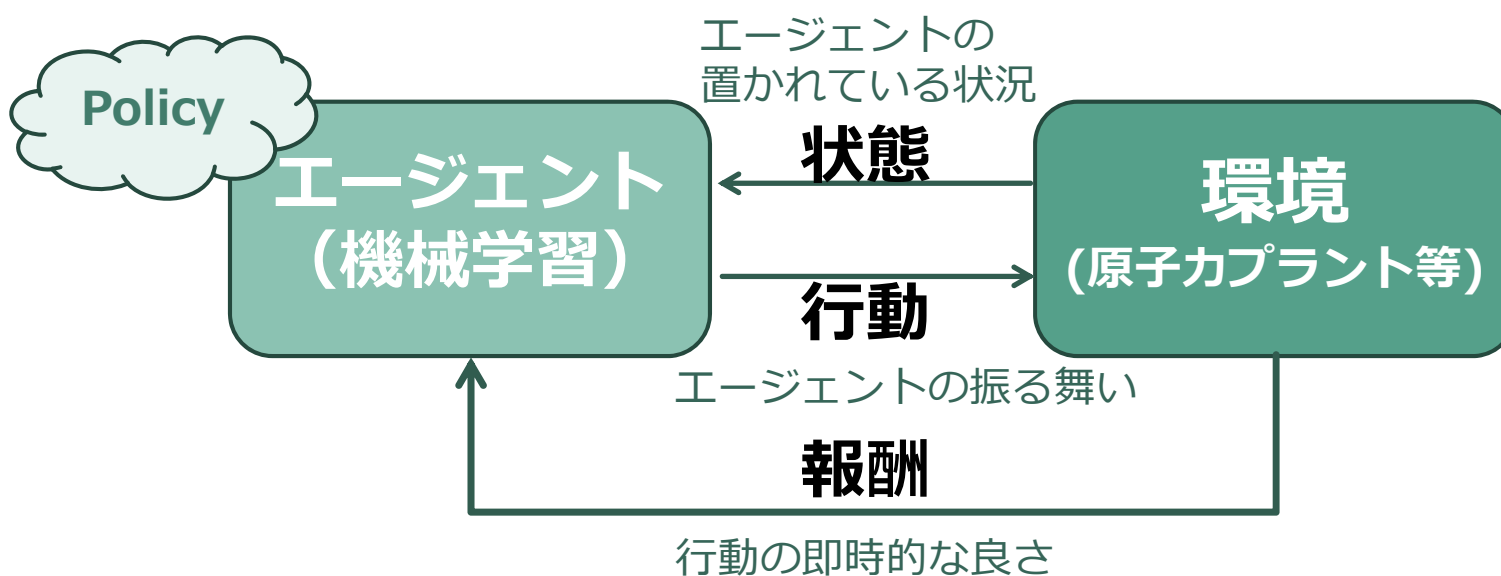 Policy
エージェント
（機械学習）
エージェントの
置かれている状況
状態
行動
エージェントの振る舞い
環境
(原子力プラント等)
報酬
行動の即時的な良さ